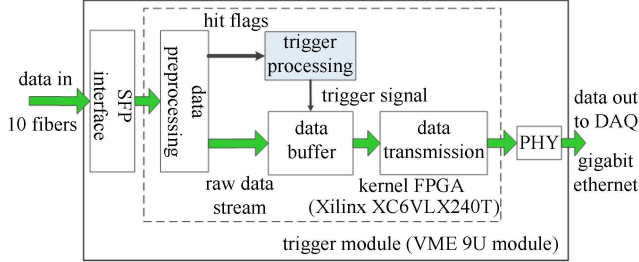 data in
10 fibers
SFP
interface
data
preprocessing
hit flags
trigger
processing
trigger signal
raw data
stream
data
buffer
data
transmission
kernel FPGA
(Xilinx XC6VLX240T)
PHY
data out
to DAQ
gigabit
ethernet
trigger module (VME 9U module)